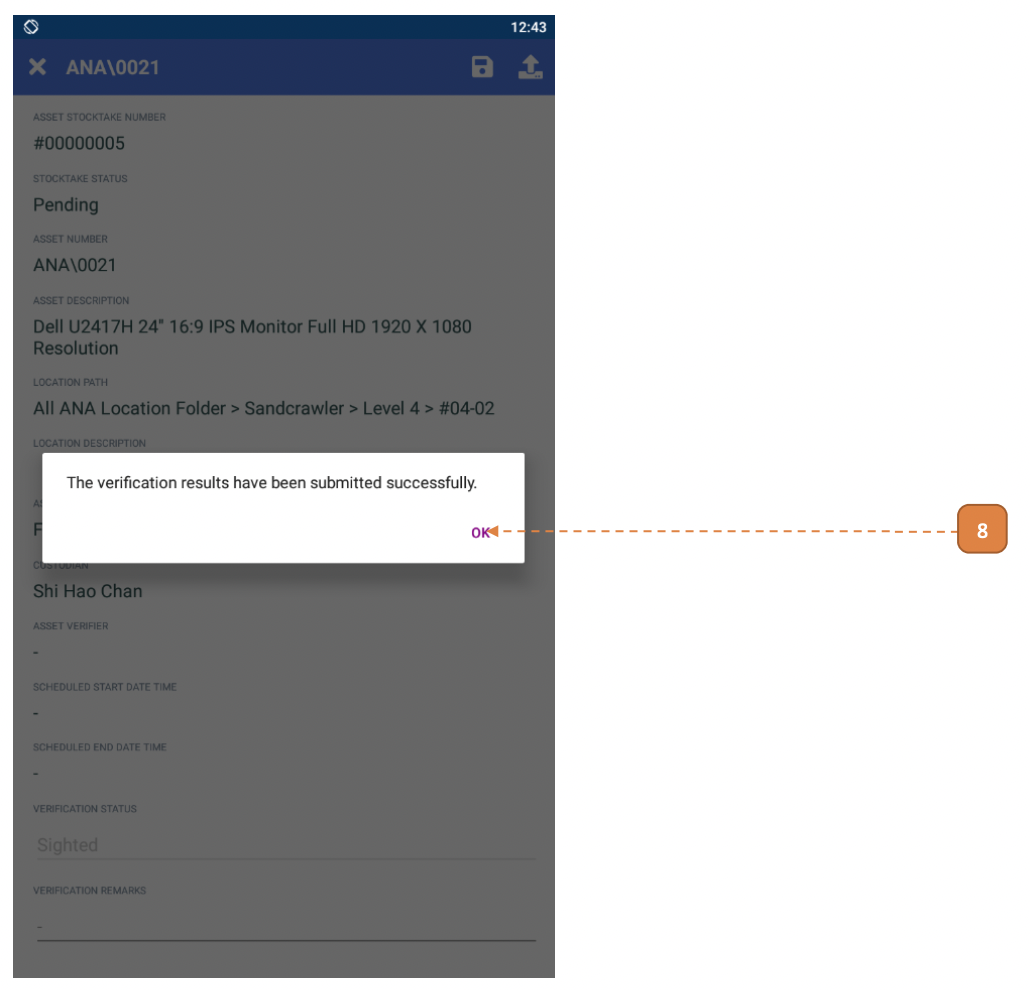 12:43
ANA\0021
ASSET STOCKTAKE NUMBER
#00000005
STOCKTAKE STATUS
Pending
ASSET NUMBER
ANA\0021
ASSET DESCRIPTION
Dell U2417H 24" 16:9 IPS Monitor Full HD 1920 X 1080
Resolution
LOCATION PATH
All ANA Location Folder > Sandcrawler > Level 4 > #04-02
LOCATION DESCRIPTION
The verification results have been submitted successfully.
OK
8
CUSTODIAN
Shi Hao Chan
ASSET VERIFIER
-
SCHEDULED START DATE TIME
-
SCHEDULED END DATE TIME
-
VERIFICATION STATUS
Sighted
VERIFICATION REMARKS
-